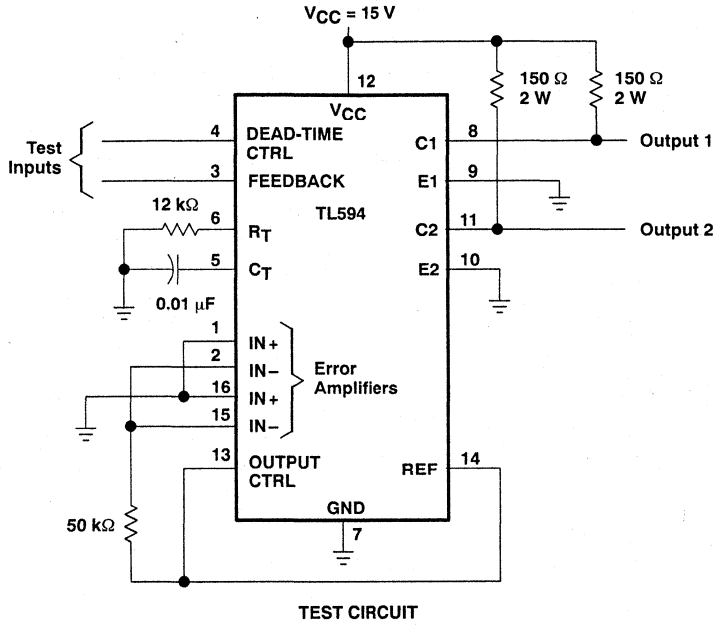 VCC = 15 V
12
150 Ω
2 W
150 Ω
2 W
VCC
Test
Inputs
4
DEAD-TIME
CTRL
C1
8
Output 1
3
FEEDBACK
E1
9
TL594
12 kΩ
6
RT
C2
11
Output 2
5
CT
E2
10
0.01 μF
1
IN+
2
IN−
16
IN+
15
IN−
Error
Amplifiers
13
OUTPUT
CTRL
REF
14
50 kΩ
GND
7
TEST CIRCUIT